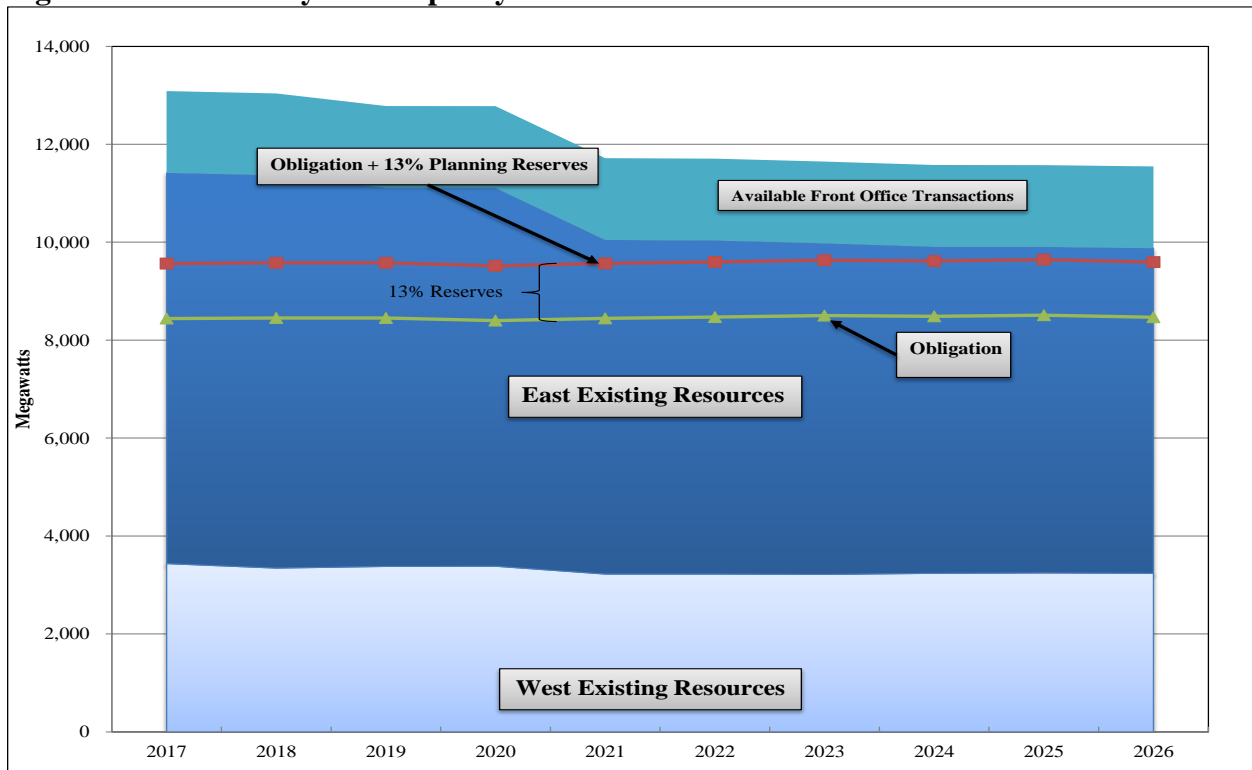 14,000
12,000
10,000
8,000
6,000
4,000
2,000
0
Megawatts
Obligation + 13% Planning Reserves
Available Front Office Transactions
13% Reserves
Obligation
East Existing Resources
West Existing Resources
2017 2018 2019 2020 2021 2022 2023 2024 2025 2026